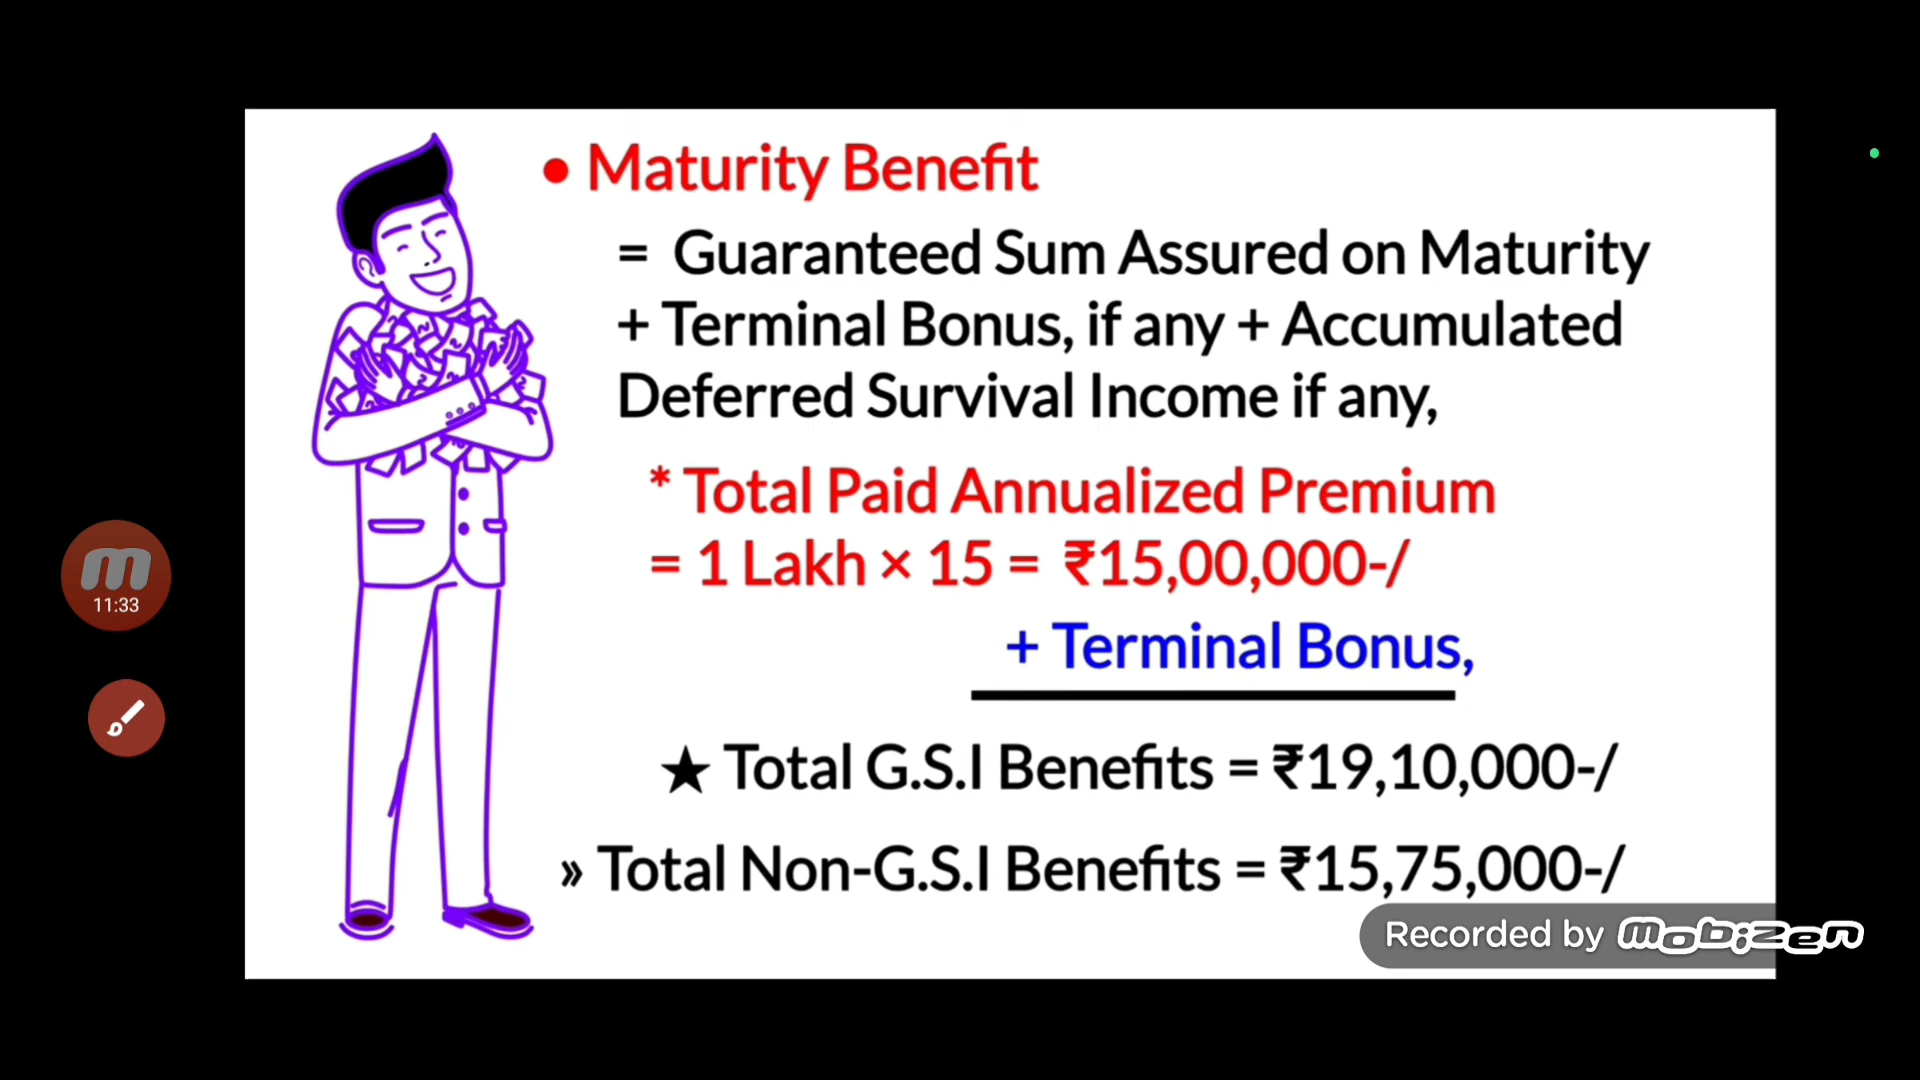 • Maturity Benefit
= Guaranteed Sum Assured on Maturity
+ Terminal Bonus, if any + Accumulated
Deferred Survival Income if any,
* Total Paid Annualized Premium
= 1 Lakh × 15 = ₹15,00,000-/
+ Terminal Bonus,
★ Total G.S.I Benefits = ₹19,10,000-/
» Total Non-G.S.I Benefits = ₹15,75,000-/
m
11:33
Recorded by mobizen